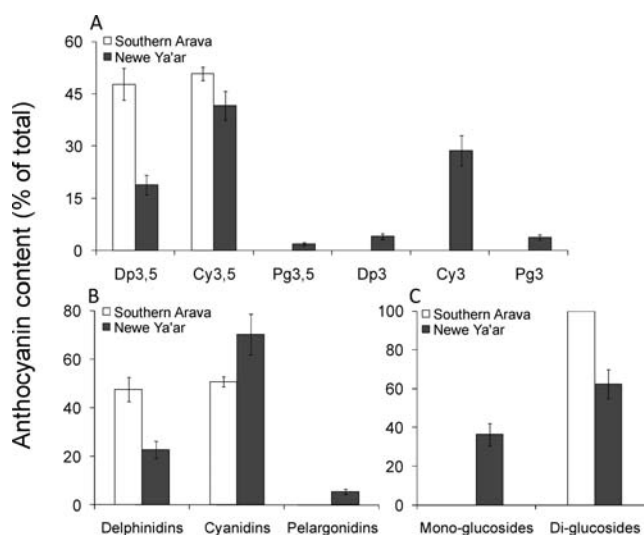 Anthocyanin content (% of total)
A
Southern Arava
Newe Ya'ar
60
45
30
15
0
Dp3,5 Cy3,5 Pg3,5 Dp3 Cy3 Pg3
B
Southern Arava
Newe Ya'ar
80
60
40
20
0
Delphinidins Cyanidins Pelargonidins
C
Southern Arava
Newe Ya'ar
100
80
60
40
20
0
Mono-glucosides Di-glucosides